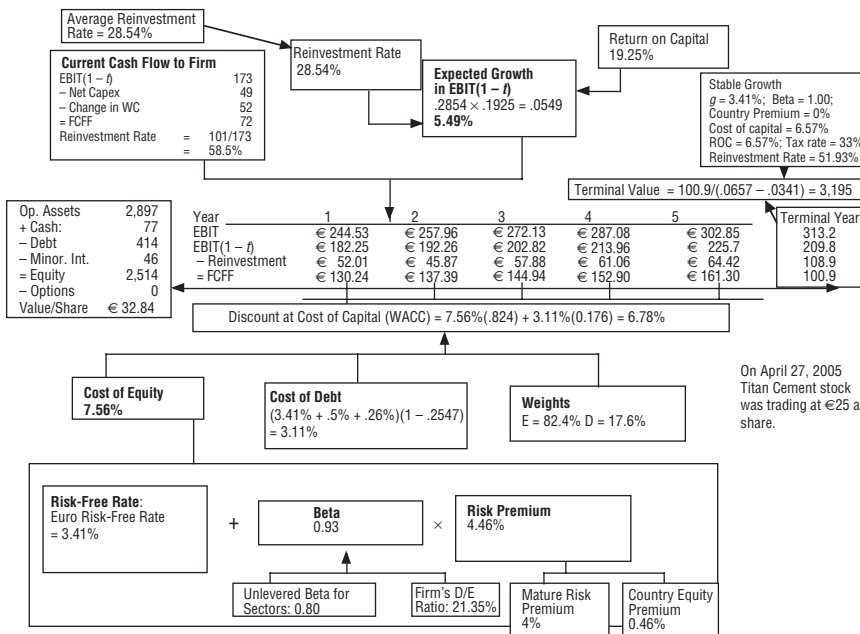 Average Reinvestment
Rate = 28.54%
Reinvestment Rate
28.54%
Return on Capital
19.25%
Current Cash Flow to Firm
EBIT(1 – t) 173
– Net Capex 49
– Change in WC 52
= FCFF 72
Reinvestment Rate = 101/173
= 58.5%
Expected Growth
in EBIT(1 – t)
.2854 × .1925 = .0549
5.49%
Stable Growth
g = 3.41%; Beta = 1.00;
Country Premium = 0%
Cost of capital = 6.57%
ROC = 6.57%; Tax rate = 33%
Reinvestment Rate = 51.93%
Terminal Value = 100.9/(.0657 – .0341) = 3,195
Op. Assets 2,897
+ Cash: 77
– Debt 414
– Minor. Int. 46
= Equity 2,514
– Options 0
Value/Share € 32.84
Year 1 2 3 4 5
EBIT € 244.53 € 257.96 € 272.13 € 287.08 € 302.85
EBIT(1 – t) € 182.25 € 192.26 € 202.82 € 213.96 € 225.7
– Reinvestment € 52.01 € 45.87 € 57.88 € 61.06 € 64.42
= FCFF € 130.24 € 137.39 € 144.94 € 152.90 € 161.30
Terminal Year
313.2
209.8
108.9
100.9
Discount at Cost of Capital (WACC) = 7.56%(.824) + 3.11%(0.176) = 6.78%
Cost of Equity
7.56%
Cost of Debt
(3.41% + .5% + .26%)(1 – .2547)
= 3.11%
Weights
E = 82.4% D = 17.6%
On April 27, 2005
Titan Cement stock
was trading at €25 a
share.
Risk-Free Rate:
Euro Risk-Free Rate
= 3.41%
+
Beta
0.93
×
Risk Premium
4.46%
Unlevered Beta for
Sectors: 0.80
Firm's D/E
Ratio: 21.35%
Mature Risk
Premium
4%
Country Equity
Premium
0.46%